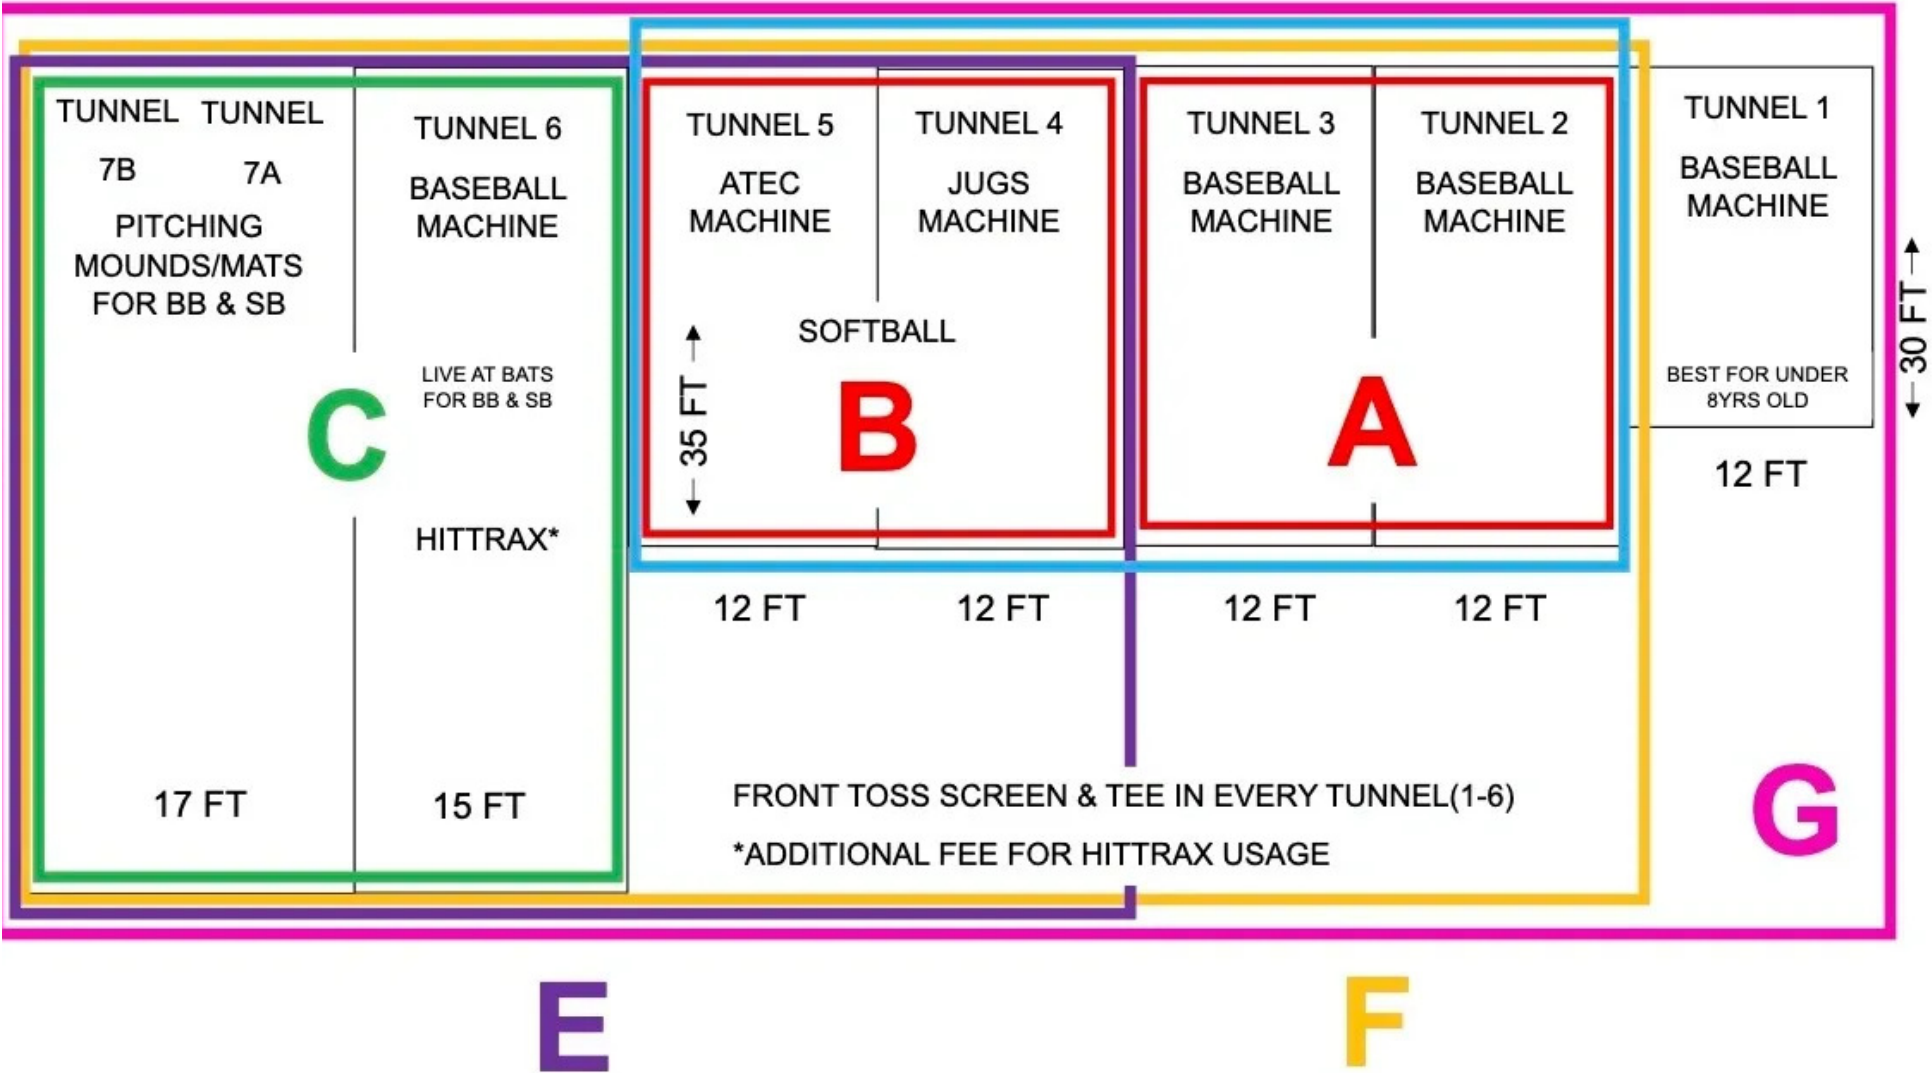 TUNNEL TUNNEL
7B 7A
PITCHING
MOUNDS/MATS
FOR BB & SB
17 FT
C
TUNNEL 6
BASEBALL
MACHINE
LIVE AT BATS
FOR BB & SB
HITTRAX*
15 FT
TUNNEL 5
ATEC
MACHINE
TUNNEL 4
JUGS
MACHINE
SOFTBALL
35 FT
B
12 FT
12 FT
TUNNEL 3
BASEBALL
MACHINE
TUNNEL 2
BASEBALL
MACHINE
A
12 FT
12 FT
TUNNEL 1
BASEBALL
MACHINE
BEST FOR UNDER
8YRS OLD
30 FT
12 FT
FRONT TOSS SCREEN & TEE IN EVERY TUNNEL(1-6)
*ADDITIONAL FEE FOR HITTRAX USAGE
G
E
F